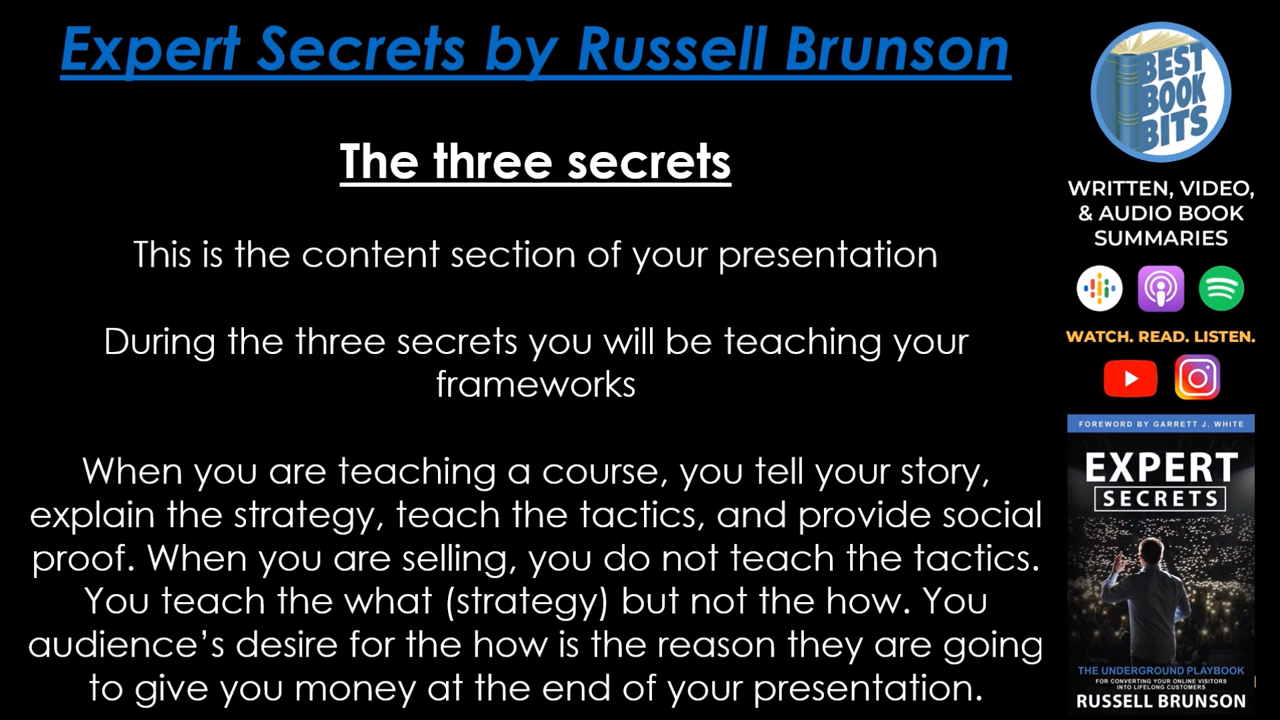 Expert Secrets by Russell Brunson
The three secrets
This is the content section of your presentation
During the three secrets you will be teaching your
frameworks
When you are teaching a course, you tell your story,
explain the strategy, teach the tactics, and provide social
proof. When you are selling, you do not teach the tactics.
You teach the what (strategy) but not the how. You
audience’s desire for the how is the reason they are going
to give you money at the end of your presentation.
BEST
BOOK
BITS
WRITTEN, VIDEO,
& AUDIO BOOK
SUMMARIES
WATCH. READ. LISTEN.
FOREWORD BY GARRETT J. WHITE
EXPERT
SECRETS
THE UNDERGROUND PLAYBOOK
FOR CONVERTING YOUR ONLINE VISITORS
INTO LIFELONG CUSTOMERS
RUSSELL BRUNSON